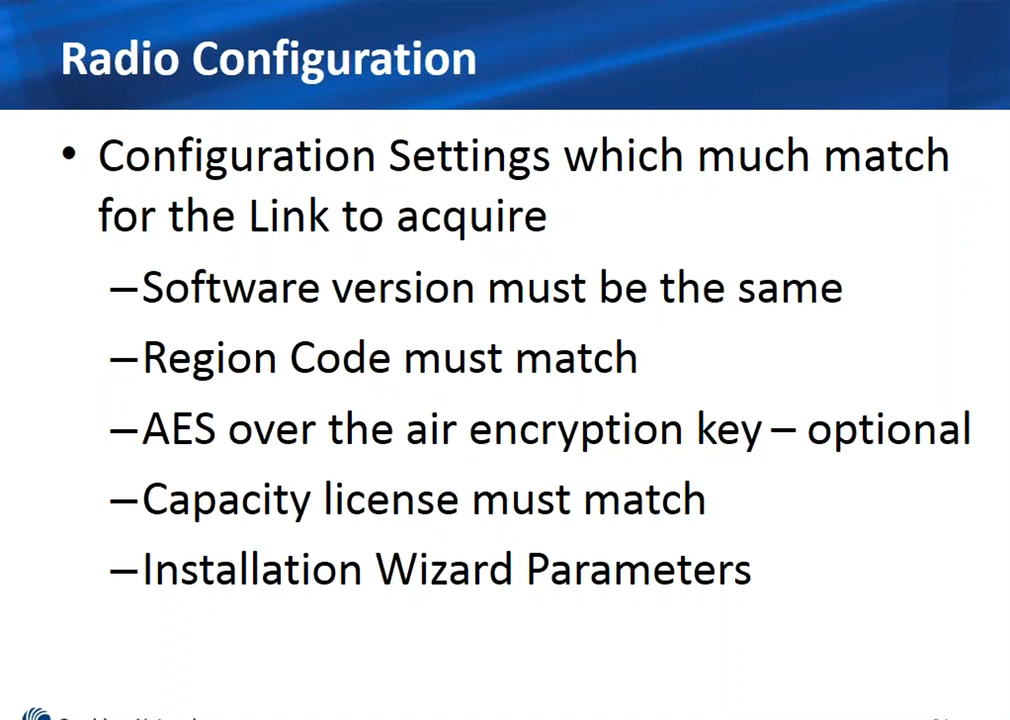 Radio Configuration
• Configuration Settings which much match
for the Link to acquire
–Software version must be the same
–Region Code must match
–AES over the air encryption key – optional
–Capacity license must match
–Installation Wizard Parameters